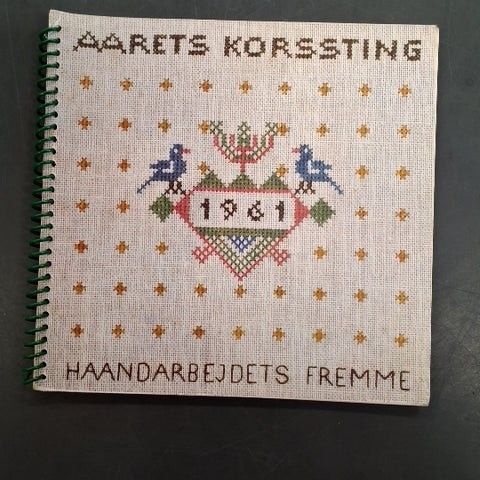 AARETS KORSSTING
1961
HAANDARBEJDETS FREMME